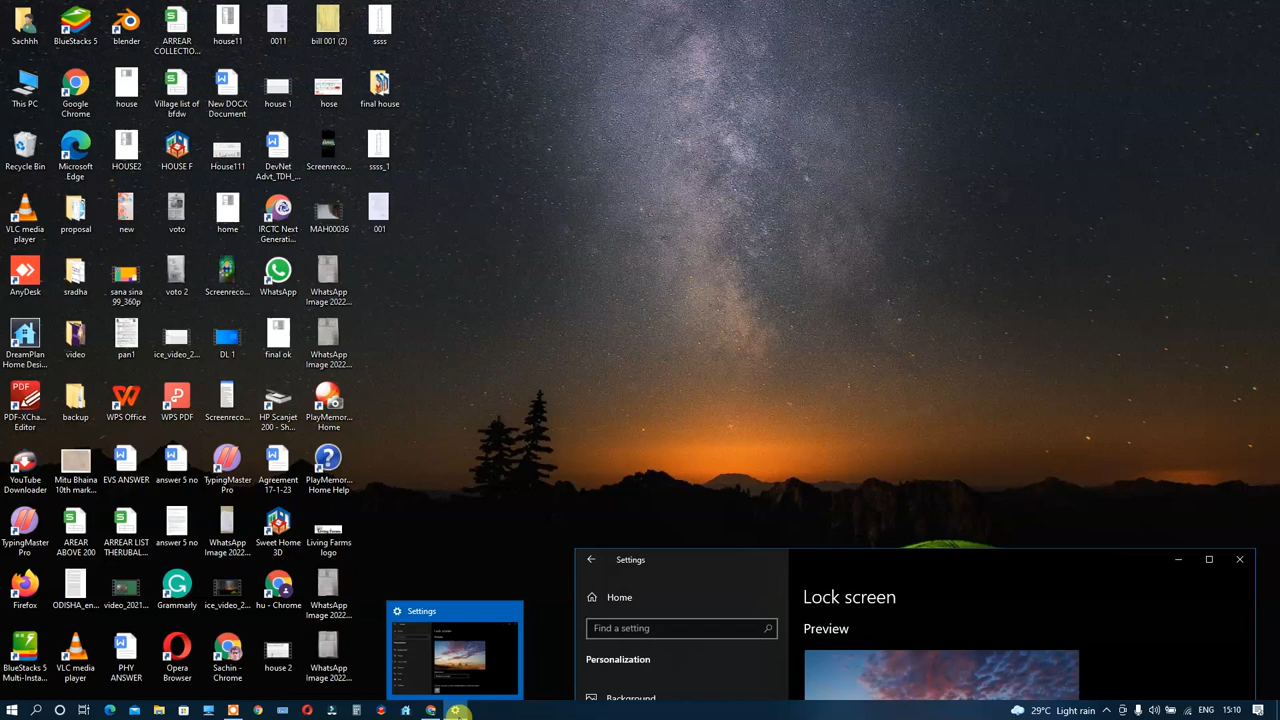 Sachhh
BlueStacks 5
blender
ARREAR
COLLECTION...
house11
0011
bill 001 (2)
ssss
This PC
Google
Chrome
house
Village list of
bfdw
New DOCX
Document
house 1
hose
final house
Recycle Bin
Microsoft
Edge
HOUSE2
HOUSE F
House111
DevNet
Advt_TDH_...
Screenreco...
ssss_1
VLC media
player
proposal
new
voto
home
IRCTC Next
Generati...
MAH00036
001
AnyDesk
sradha
sana sina
99_360p
voto 2
Screenreco...
WhatsApp
WhatsApp
Image 2022...
DreamPlan
Home Desi...
video
pan1
ice_video_2...
DL 1
final ok
WhatsApp
Image 2022...
PDF
PDF-XCha...
Editor
backup
WPS Office
WPS PDF
Screenreco...
HP Scanjet
200 - Sh...
PlayMemor...
Home
YouTube
Downloader
Mitu Bhaina
10th mark...
EVS ANSWER
answer 5 no
TypingMaster
Pro
Agreement
17-1-23
PlayMemor...
Home Help
TypingMaster
Pro
AREAR
ABOVE 200
ARREAR LIST
THERUBAL...
answer 5 no
WhatsApp
Image 2022...
Sweet Home
3D
Living Farms
Living Farms
logo
Firefox
ODISHA_en...
video_2021...
Grammarly
ice_video_2...
hu - Chrome
WhatsApp
Image 2022...
BlueStacks 5
Multi-Insta...
VLC media
player
PHY
ANSWER
Opera
Browser
Sachin -
Chrome
house 2
WhatsApp
Image 2022...
Settings
Lock screen
Settings
Home
Find a setting
Personalization
Background
Lock screen
Preview
29°C Light rain
ENG
15:10